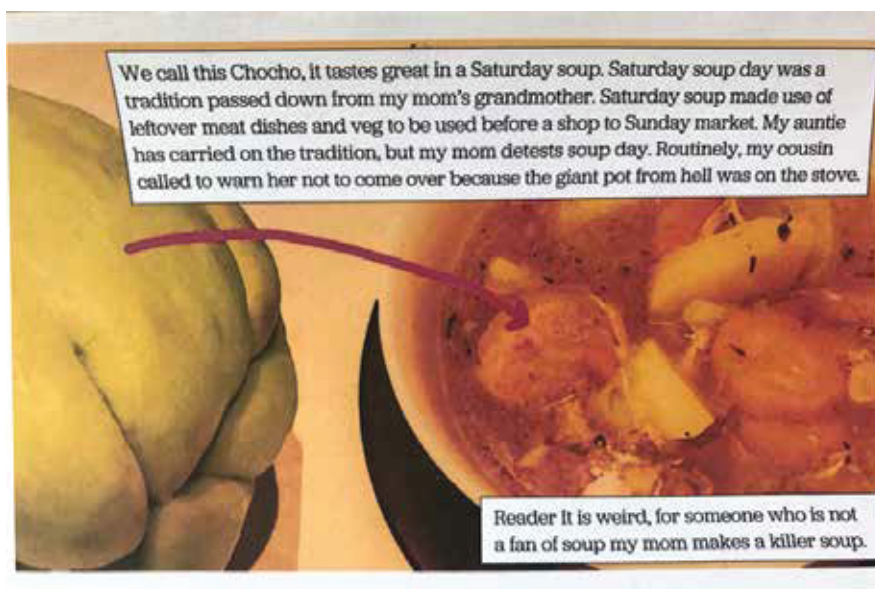 We call this Chocho, it tastes great in a Saturday soup. Saturday soup day was a
tradition passed down from my mom's grandmother. Saturday soup made use of
leftover meat dishes and veg to be used before a shop to Sunday market. My auntie
has carried on the tradition, but my mom detests soup day. Routinely, my cousin
called to warn her not to come over because the giant pot from hell was on the stove.
Reader It is weird, for someone who is not
a fan of soup my mom makes a killer soup.